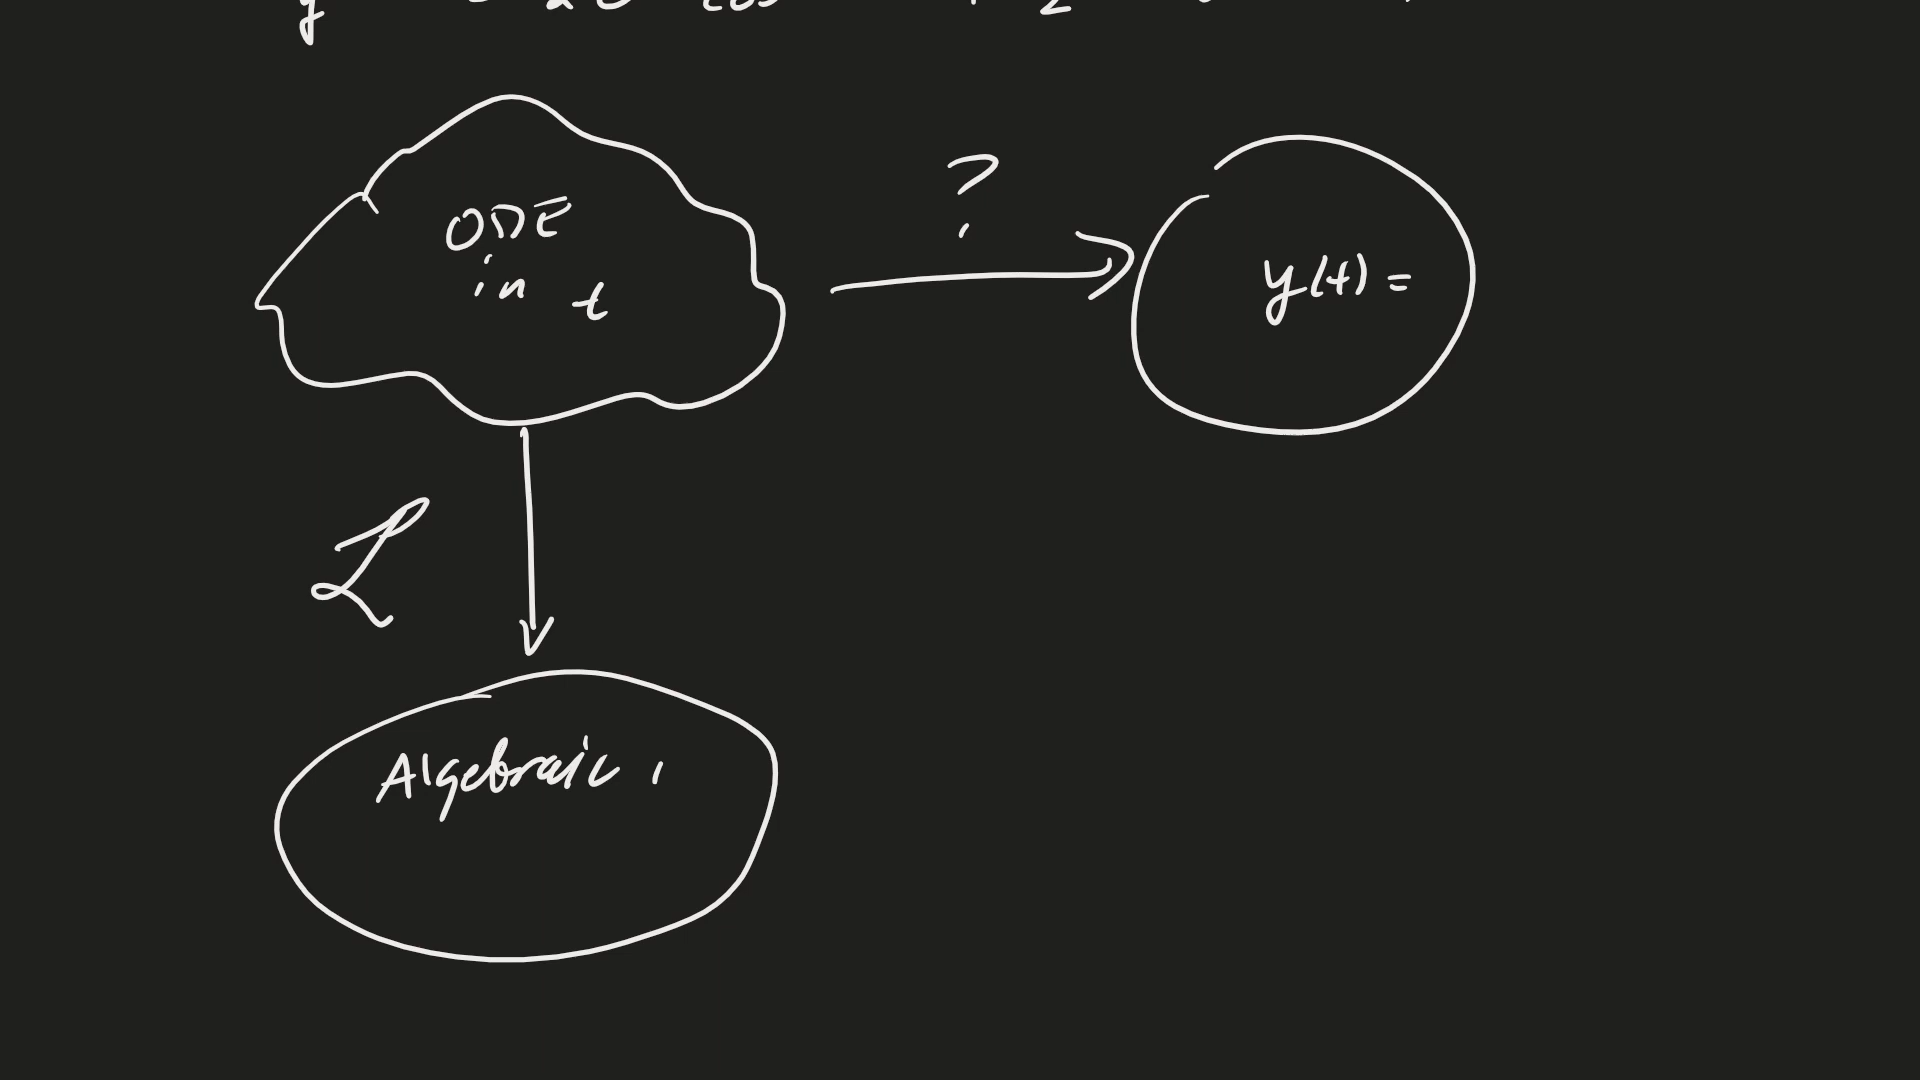 ?
ODE
in t
y(t) =
L
Algebraic